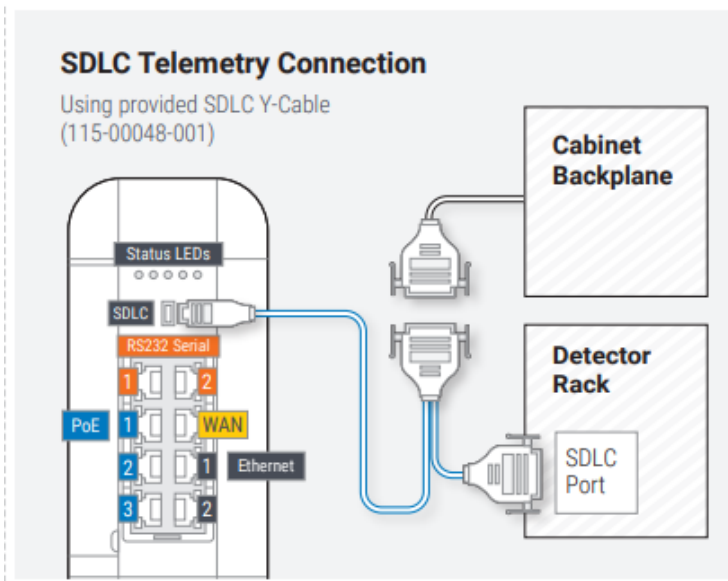 SDLC Telemetry Connection
Using provided SDLC Y-Cable
(115-00048-001)
Cabinet
Backplane
Status LEDs
SDLC
RS232 Serial
1
2
PoE
1
WAN
2
1
Ethernet
3
2
Detector
Rack
SDLC
Port